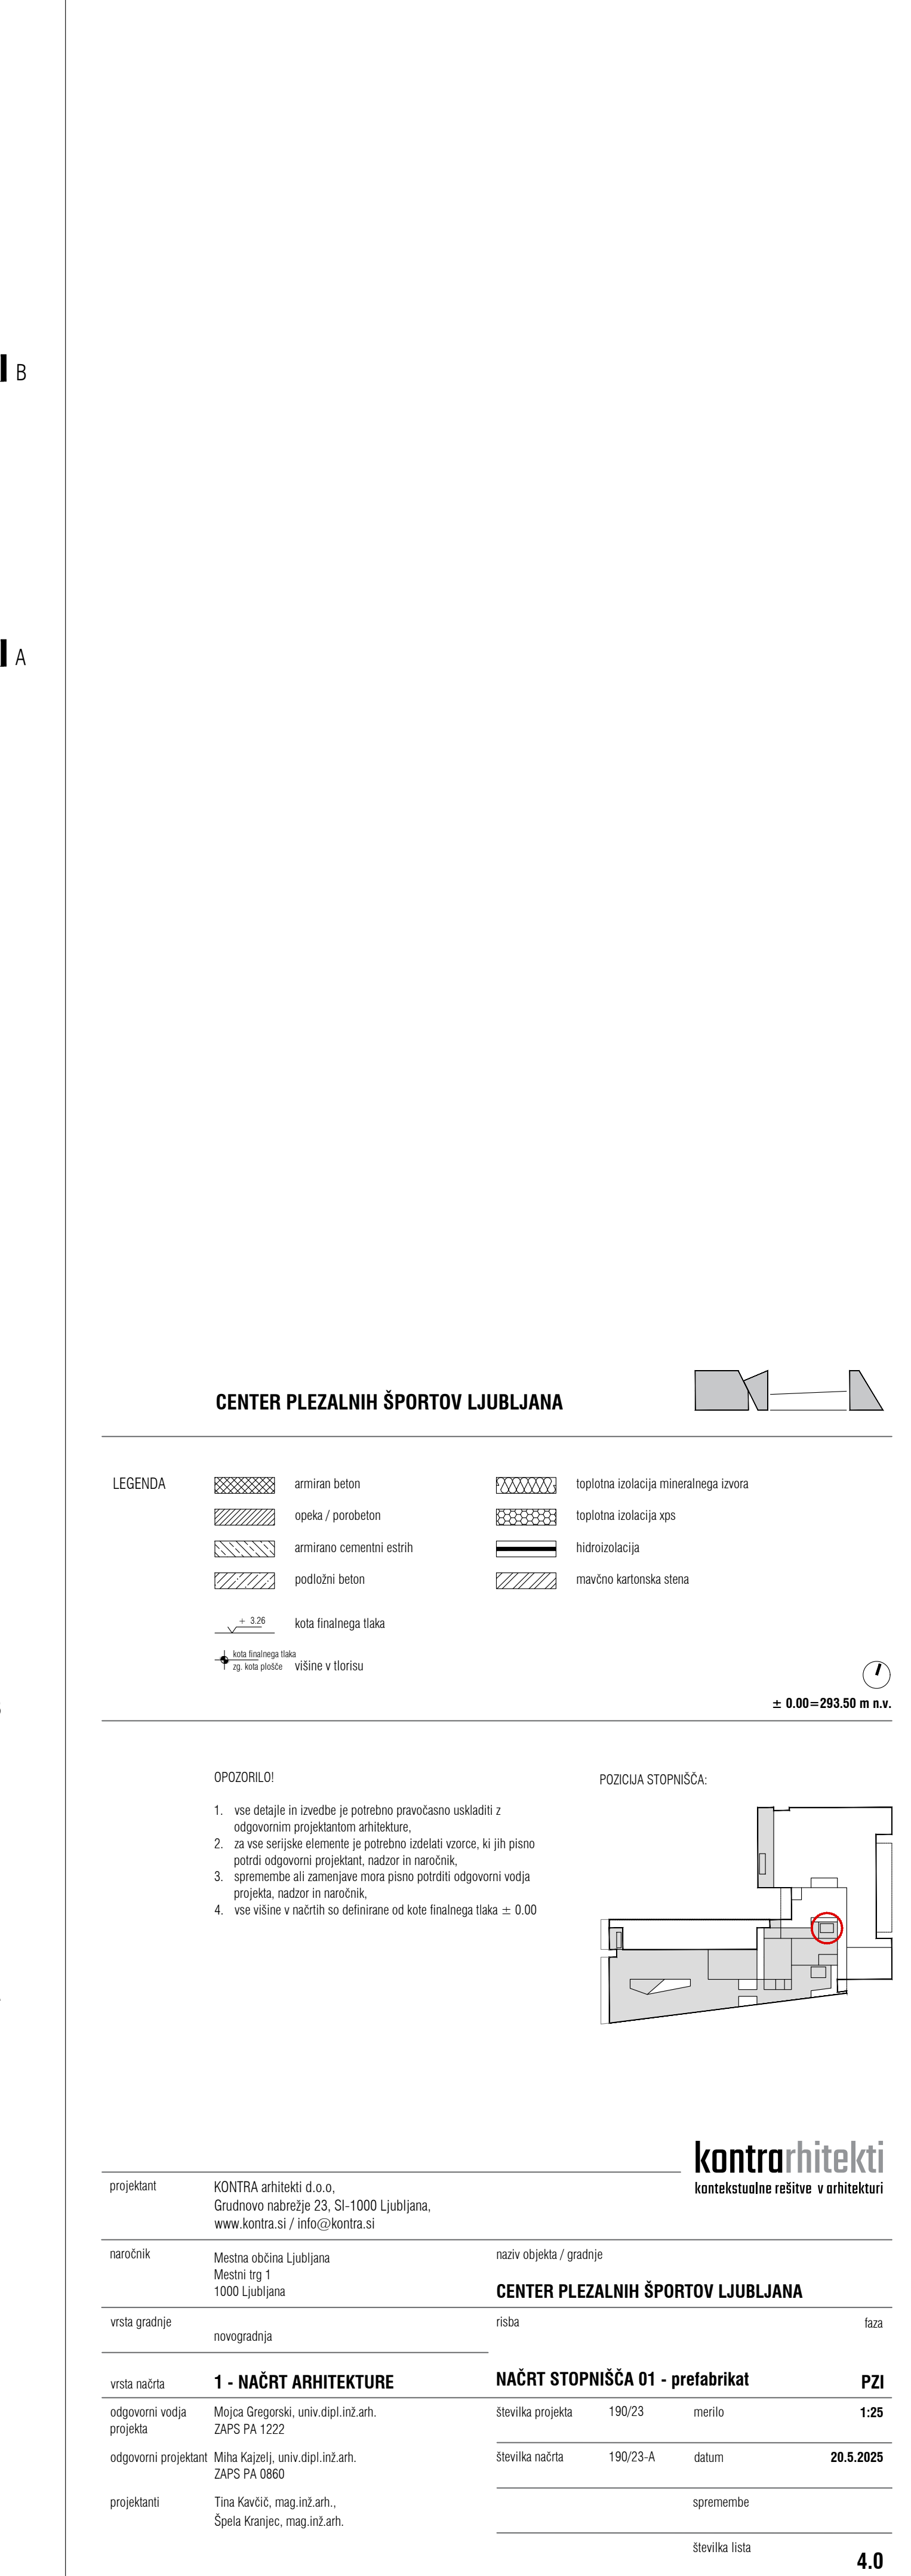 B
A
CENTER PLEZALNIH ŠPORTOV LJUBLJANA
LEGENDA
armiran beton
toplotna izolacija mineralnega izvora
opeka / porobeton
toplotna izolacija xps
armirano cementni estrih
hidroizolacija
podložni beton
mavčno kartonska stena
+ 3.26
kota finalnega tlaka
kota finalnega tlaka
zg. kota plošče
višine v tlorisu
± 0.00=293.50 m n.v.
OPOZORILO!
1. vse detajle in izvedbe je potrebno pravočasno uskladiti z
odgovornim projektantom arhitekture,
2. za vse serijske elemente je potrebno izdelati vzorce, ki jih pisno
potrdi odgovorni projektant, nadzor in naročnik,
3. spremembe ali zamenjave mora pisno potrditi odgovorni vodja
projekta, nadzor in naročnik,
4. vse višine v načrtih so definirane od kote finalnega tlaka ± 0.00
POZICIJA STOPNIŠČA:
kontrarhitekti
kontekstualne rešitve v arhitekturi
projektant
KONTRA arhitekti d.o.o,
Grudnovo nabrežje 23, SI-1000 Ljubljana,
www.kontra.si / info@kontra.si
naročnik
Mestna občina Ljubljana
Mestni trg 1
1000 Ljubljana
naziv objekta / gradnje
CENTER PLEZALNIH ŠPORTOV LJUBLJANA
vrsta gradnje
novogradnja
risba
faza
vrsta načrta
1 - NAČRT ARHITEKTURE
NAČRT STOPNIŠČA 01 - prefabrikat
PZI
odgovorni vodja
projekta
Mojca Gregorski, univ.dipl.inž.arh.
ZAPS PA 1222
številka projekta
190/23
merilo
1:25
odgovorni projektant
Miha Kajzelj, univ.dipl.inž.arh.
ZAPS PA 0860
številka načrta
190/23-A
datum
20.5.2025
projektanti
Tina Kavčič, mag.inž.arh.,
Špela Kranjec, mag.inž.arh.
spremembe
številka lista
4.0